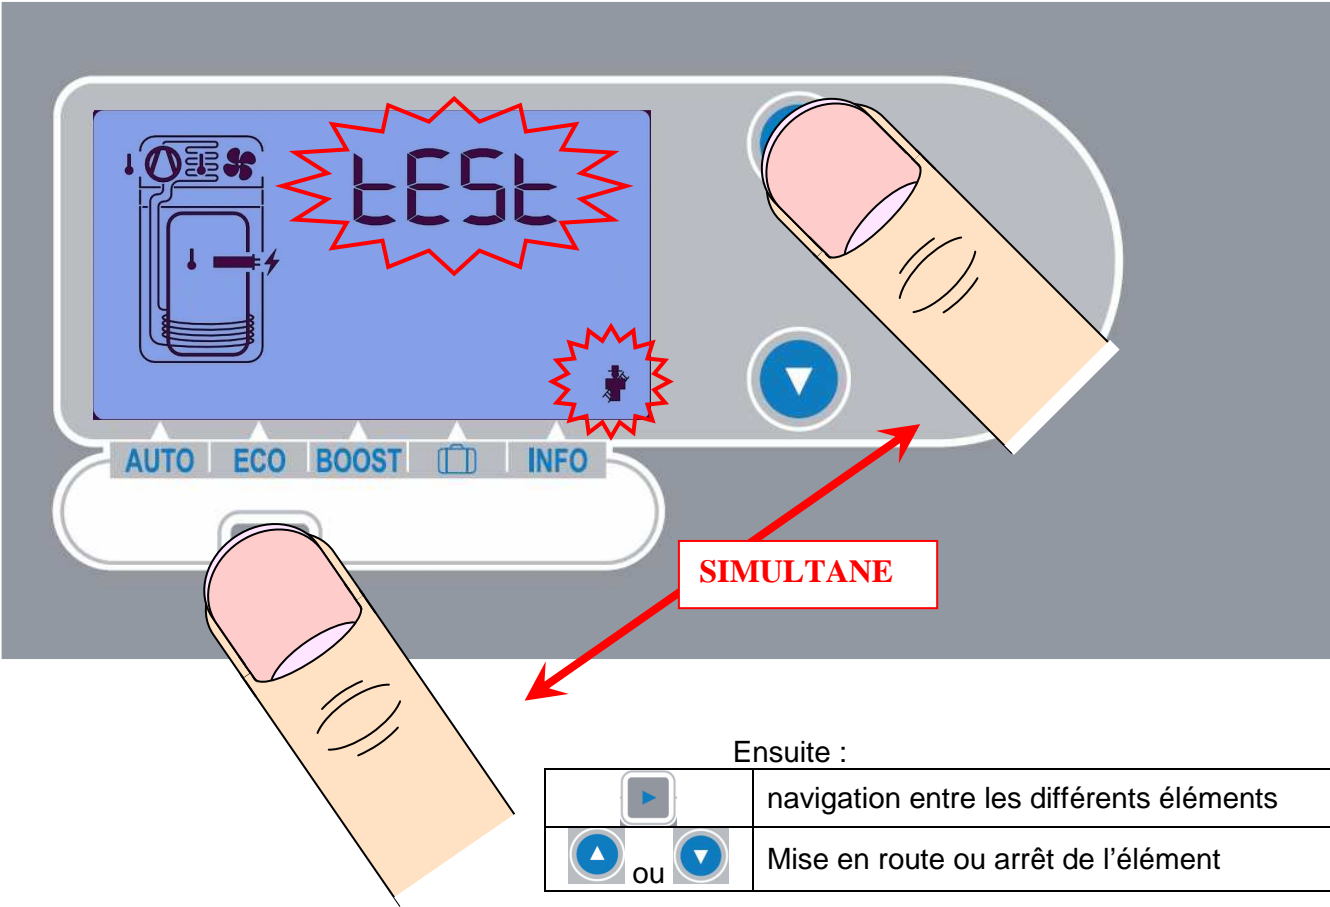 tESt
AUTO ECO BOOST INFO
SIMULTANE
Ensuite :
navigation entre les différents éléments
ou Mise en route ou arrêt de l’élément